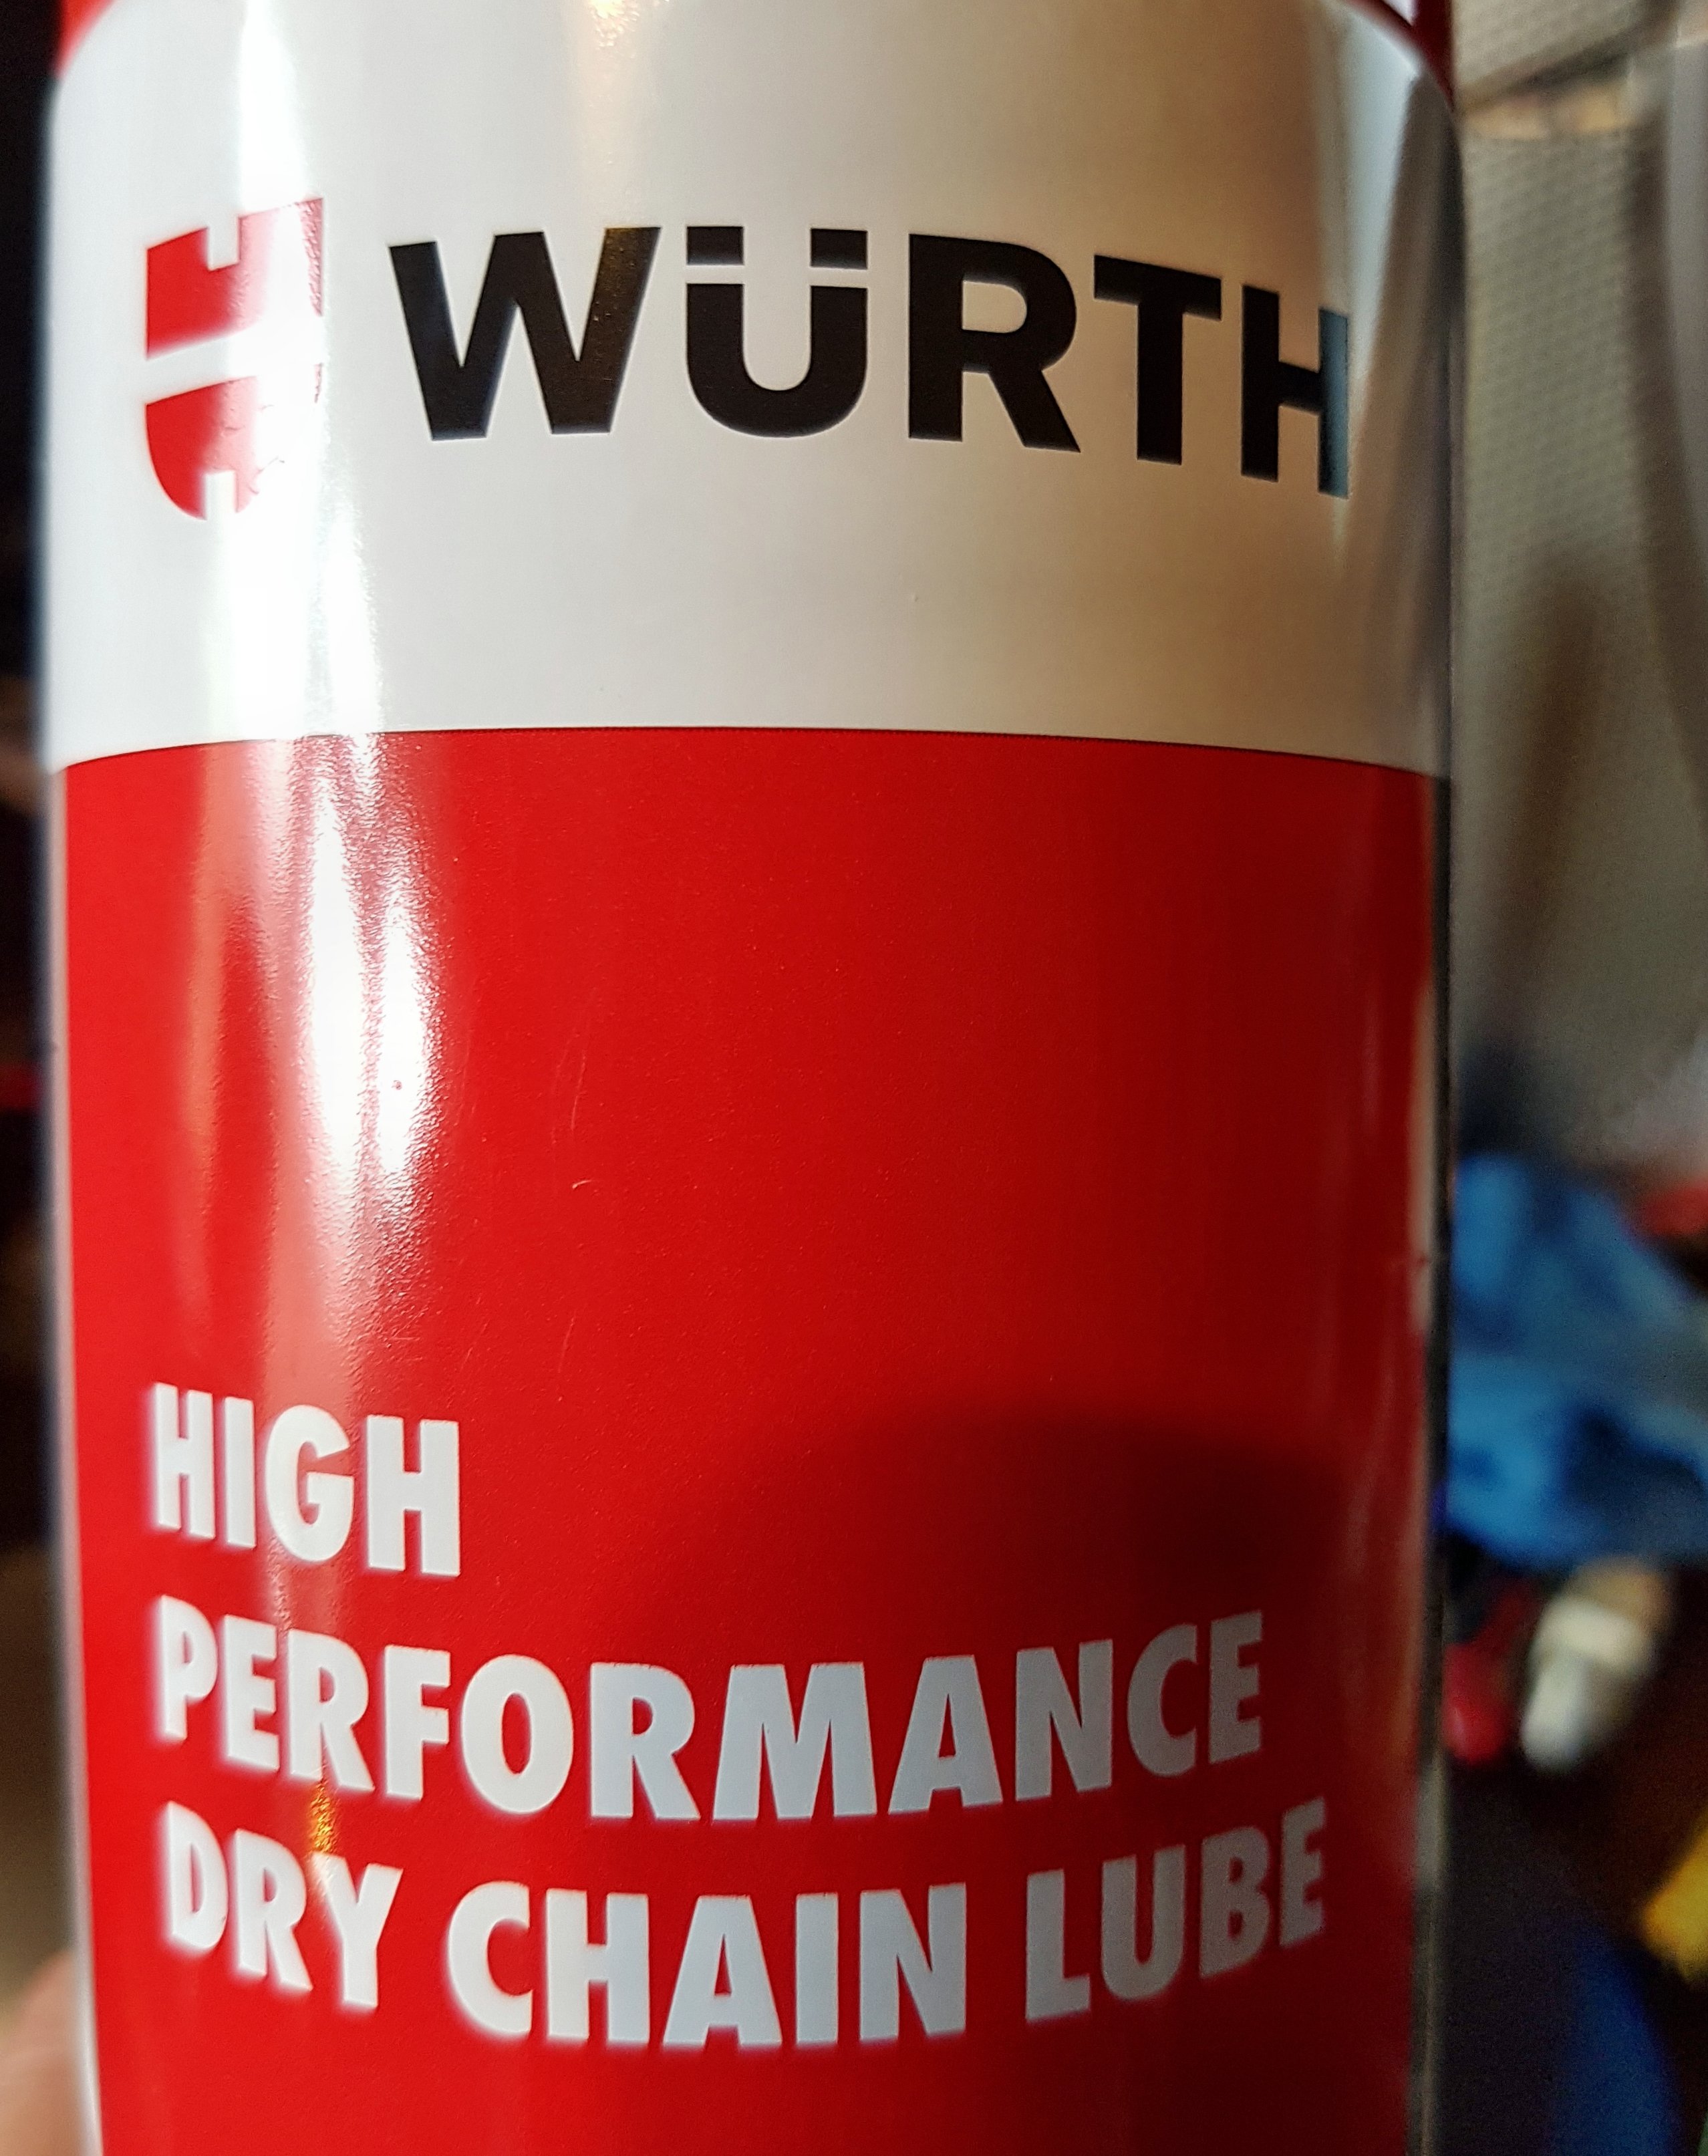 WÜRTH
HIGH
PERFORMANCE
DRY CHAIN LUBE